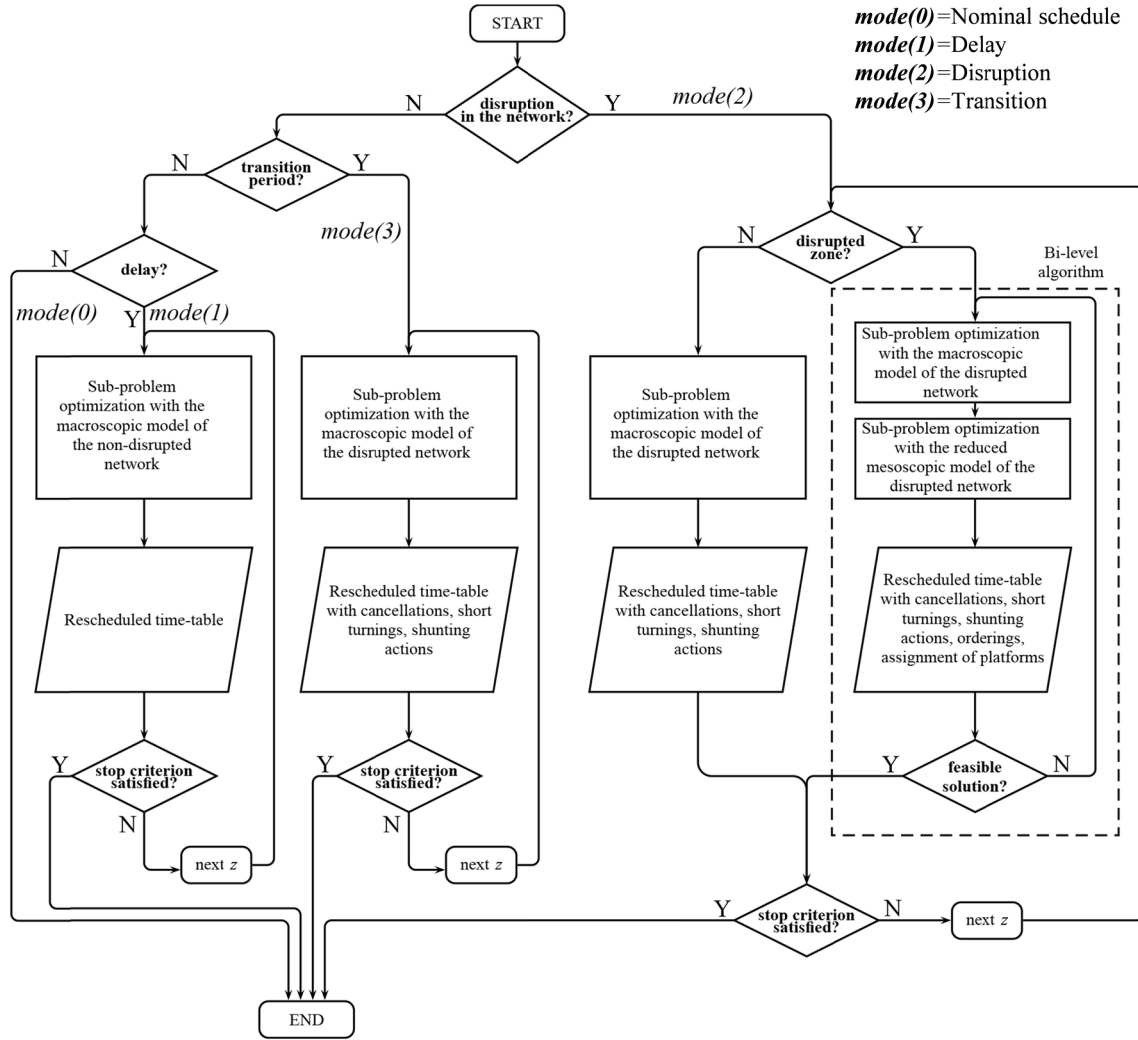 mode(0)=Nominal schedule
mode(1)=Delay
mode(2)=Disruption
mode(3)=Transition
START
disruption
in the network?
N
Y
mode(2)
transition
period?
N
Y
mode(3)
delay?
N
mode(0)
Y
mode(1)
disrupted
zone?
N
Y
Bi-level
algorithm
Sub-problem
optimization with the
macroscopic model of
the non-disrupted
network
Sub-problem
optimization with the
macroscopic model of
the disrupted network
Sub-problem
optimization with the
macroscopic model of
the disrupted network
Sub-problem optimization
with the macroscopic
model of the disrupted
network
Sub-problem optimization
with the reduced
mesoscopic model of the
disrupted network
Rescheduled time-table
Rescheduled time-table
with cancellations, short
turnings, shunting
actions
Rescheduled time-table
with cancellations, short
turnings, shunting
actions
Rescheduled time-table
with cancellations, short
turnings, shunting
actions, orderings,
assignment of platforms
Y
stop criterion
satisfied?
N
next z
Y
stop criterion
satisfied?
N
next z
Y
feasible
solution?
N
Y
stop criterion
satisfied?
N
next z
END